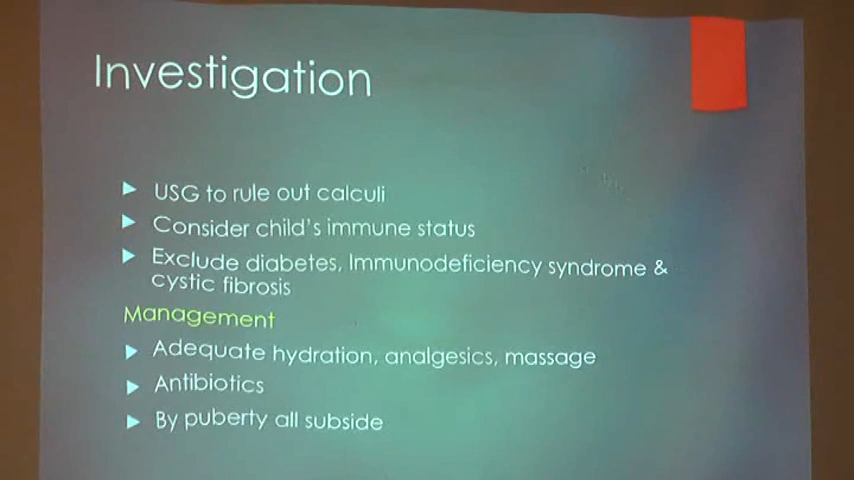 Investigation
USG to rule out calculi
Consider child's immune status
Exclude diabetes, Immunodeficiency syndrome &
cystic fibrosis
Management
Adequate hydration, analgesics, massage
Antibiotics
By puberty all subside